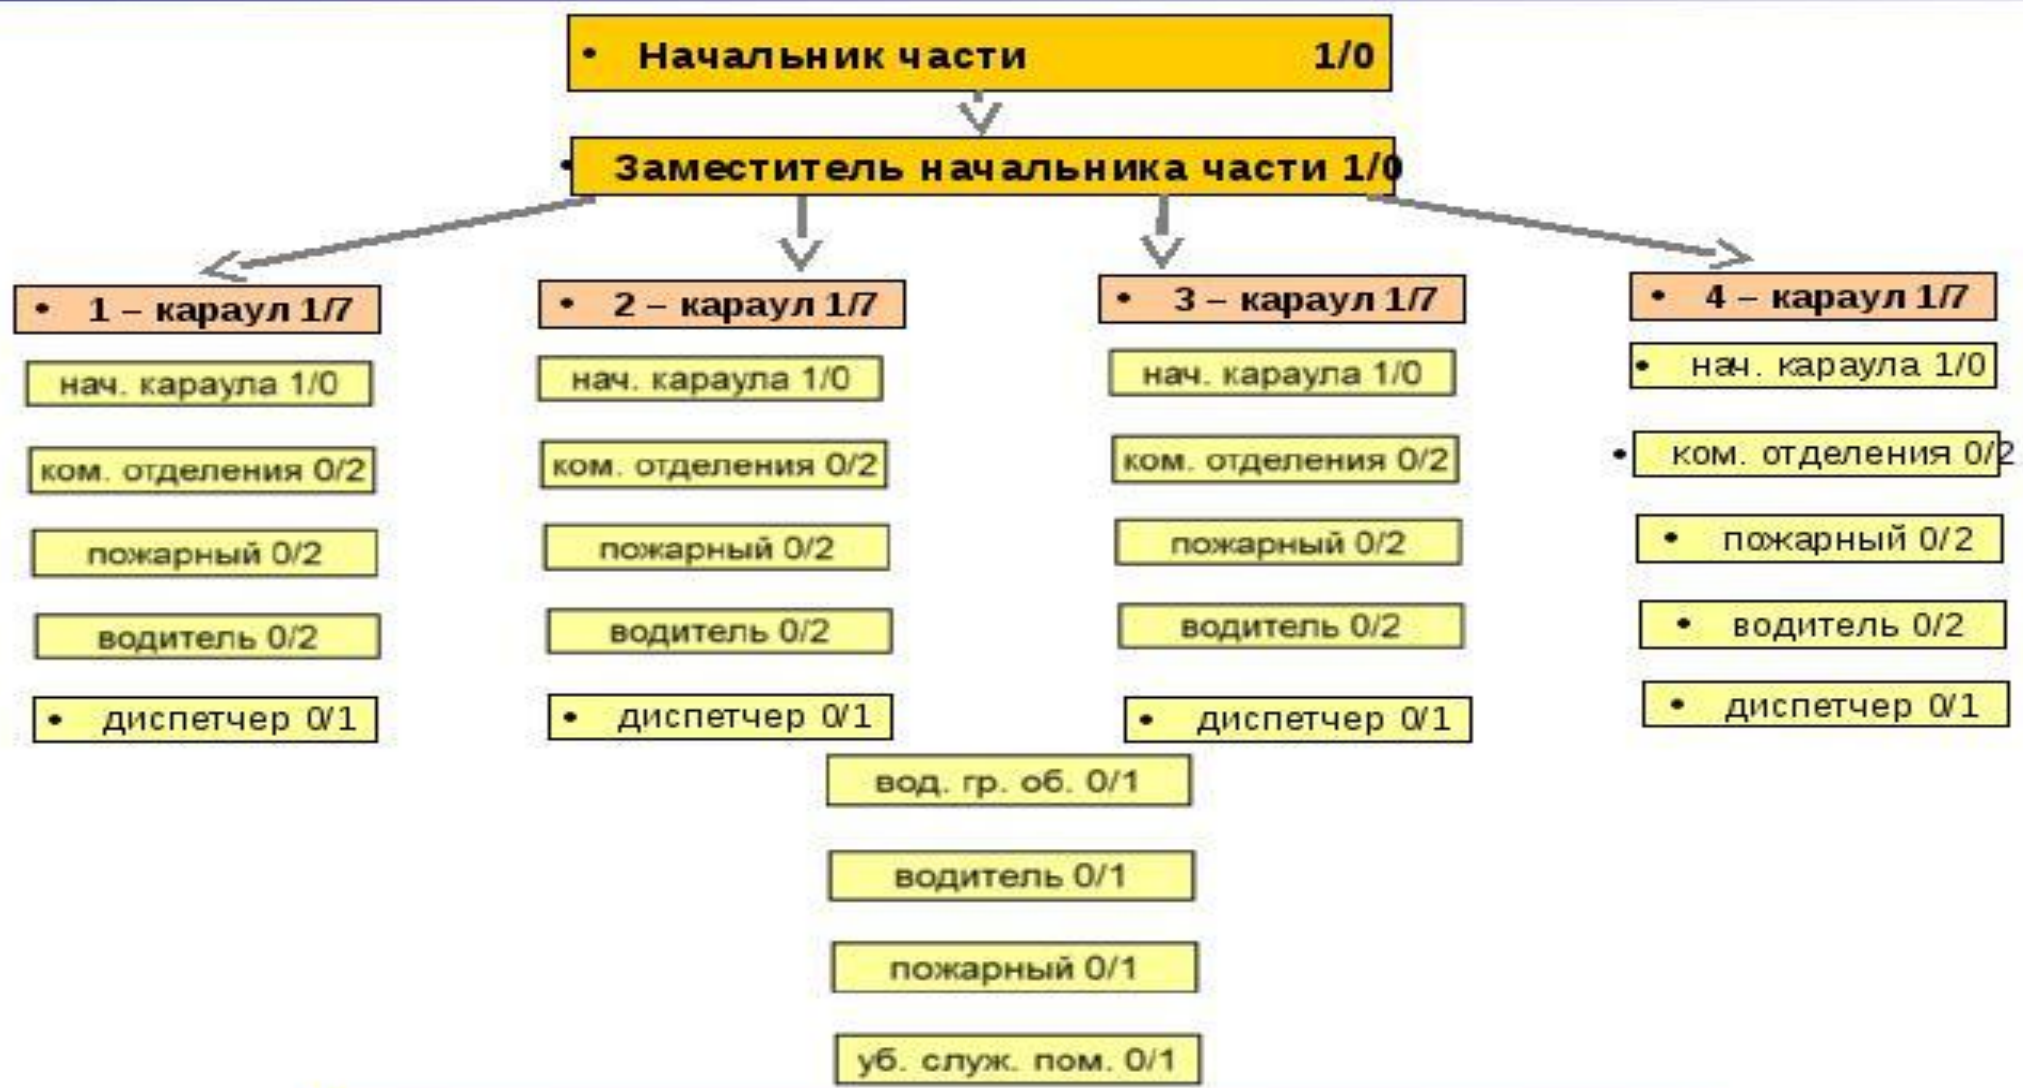 • Начальник части 1/0
• Заместитель начальника части 1/0
• 1 – караул 1/7
нач. караула 1/0
ком. отделения 0/2
пожарный 0/2
водитель 0/2
• диспетчер 0/1
• 2 – караул 1/7
нач. караула 1/0
ком. отделения 0/2
пожарный 0/2
водитель 0/2
• диспетчер 0/1
• 3 – караул 1/7
нач. караула 1/0
ком. отделения 0/2
пожарный 0/2
водитель 0/2
• диспетчер 0/1
• 4 – караул 1/7
• нач. караула 1/0
• ком. отделения 0/2
• пожарный 0/2
• водитель 0/2
• диспетчер 0/1
вод. гр. об. 0/1
водитель 0/1
пожарный 0/1
уб. служ. пом. 0/1